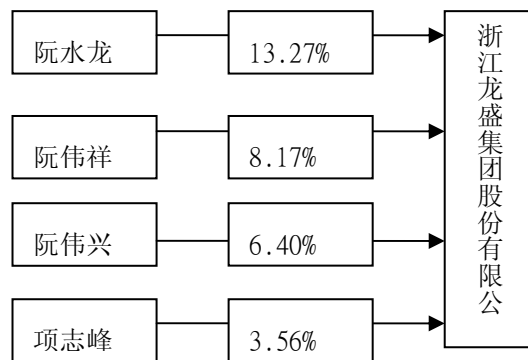 阮水龙 13.27%
阮伟祥 8.17%
阮伟兴 6.40%
项志峰 3.56%
浙江龙盛集团股份有限公